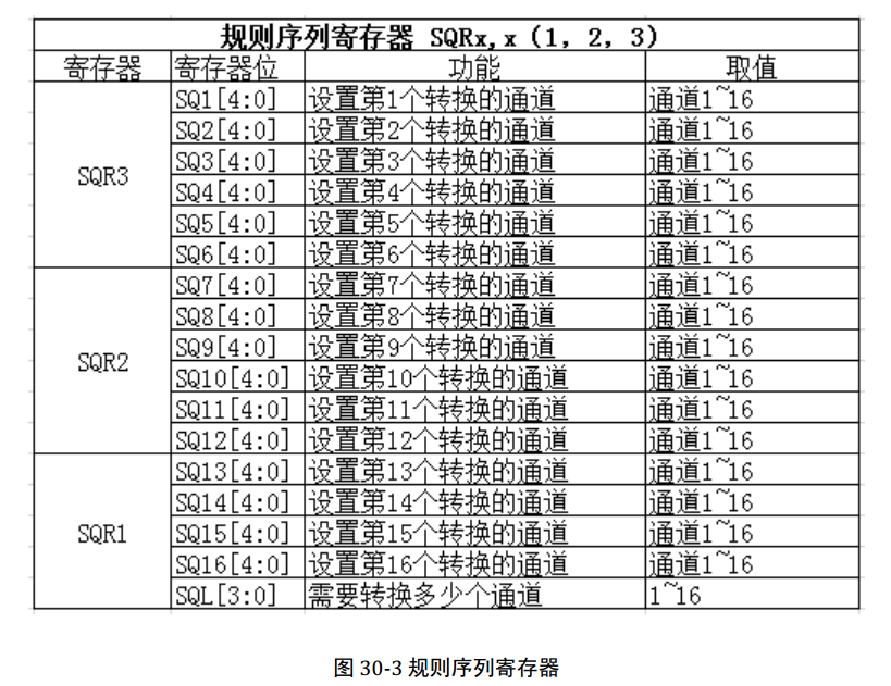 规则序列寄存器 SQRx,x（1，2，3）
寄存器 寄存器位 功能 取值
SQR3 SQ1[4:0] 设置第1个转换的通道 通道1~16
SQ2[4:0] 设置第2个转换的通道 通道1~16
SQ3[4:0] 设置第3个转换的通道 通道1~16
SQ4[4:0] 设置第4个转换的通道 通道1~16
SQ5[4:0] 设置第5个转换的通道 通道1~16
SQ6[4:0] 设置第6个转换的通道 通道1~16
SQR2 SQ7[4:0] 设置第7个转换的通道 通道1~16
SQ8[4:0] 设置第8个转换的通道 通道1~16
SQ9[4:0] 设置第9个转换的通道 通道1~16
SQ10[4:0] 设置第10个转换的通道 通道1~16
SQ11[4:0] 设置第11个转换的通道 通道1~16
SQ12[4:0] 设置第12个转换的通道 通道1~16
SQR1 SQ13[4:0] 设置第13个转换的通道 通道1~16
SQ14[4:0] 设置第14个转换的通道 通道1~16
SQ15[4:0] 设置第15个转换的通道 通道1~16
SQ16[4:0] 设置第16个转换的通道 通道1~16
SQL[3:0] 需要转换多少个通道 1~16
图 30-3 规则序列寄存器